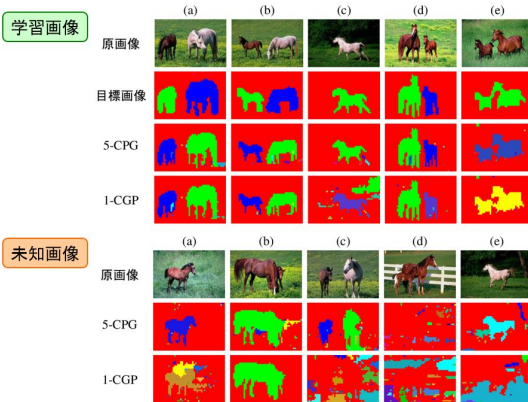 学習画像
(a) (b) (c) (d) (e)
原画像
目標画像
5-CPG
1-CGP
未知画像
(a) (b) (c) (d) (e)
原画像
5-CPG
1-CGP